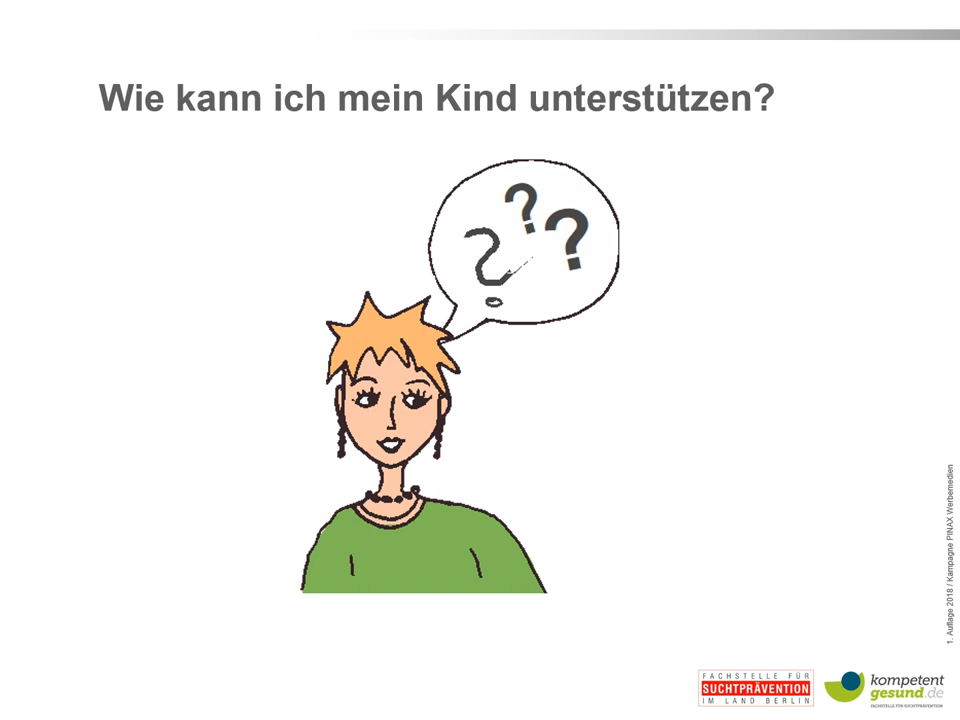 Wie kann ich mein Kind unterstützen?
? ? ?
1. Auflage 2018 / Kampagne PINAX Werbemedien
FACHSTELLE FÜR
SUCHTPRÄVENTION
IM LAND BERLIN
kompetent
gesund.de
FACHSTELLE FÜR SUCHTPRÄVENTION